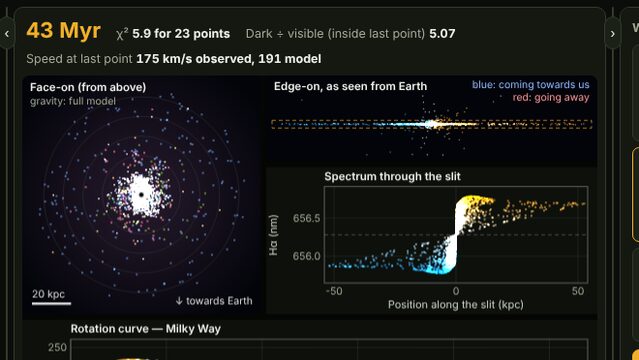 43 Myr χ² 5.9 for 23 points Dark ÷ visible (inside last point) 5.07
Speed at last point 175 km/s observed, 191 model
Face-on (from above)
gravity: full model
20 kpc
↓ towards Earth
Edge-on, as seen from Earth
blue: coming towards us
red: going away
Spectrum through the slit
Hα (nm)
656.5
656.0
-50 0 50
Position along the slit (kpc)
Rotation curve — Milky Way
250